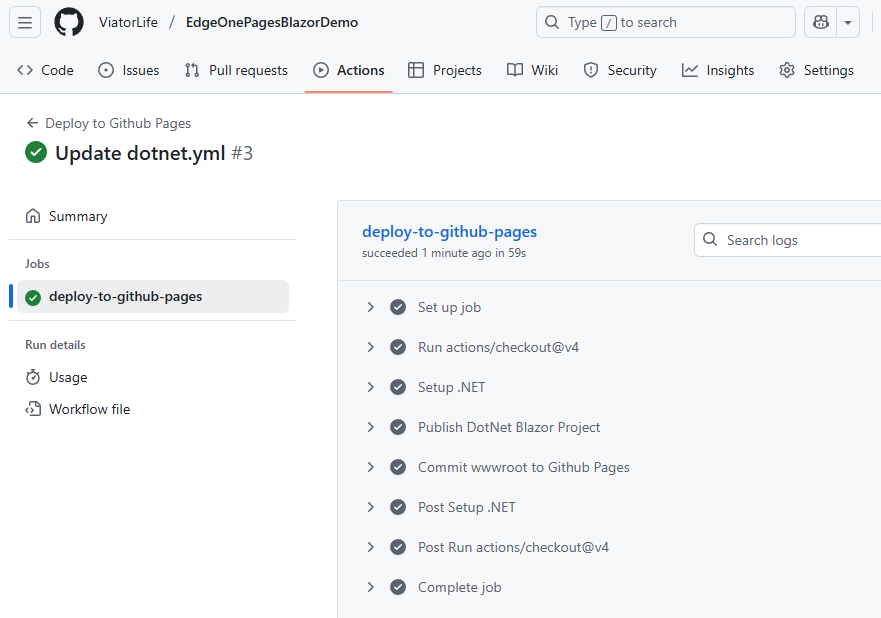 ViatorLife / EdgeOnePagesBlazorDemo
Type / to search
Code Issues Pull requests Actions Projects Wiki Security Insights Settings
Deploy to Github Pages
Update dotnet.yml #3
Summary
Jobs
deploy-to-github-pages
Run details
Usage
Workflow file
deploy-to-github-pages
succeeded 1 minute ago in 59s
Search logs
Set up job
Run actions/checkout@v4
Setup .NET
Publish DotNet Blazor Project
Commit wwwroot to Github Pages
Post Setup .NET
Post Run actions/checkout@v4
Complete job